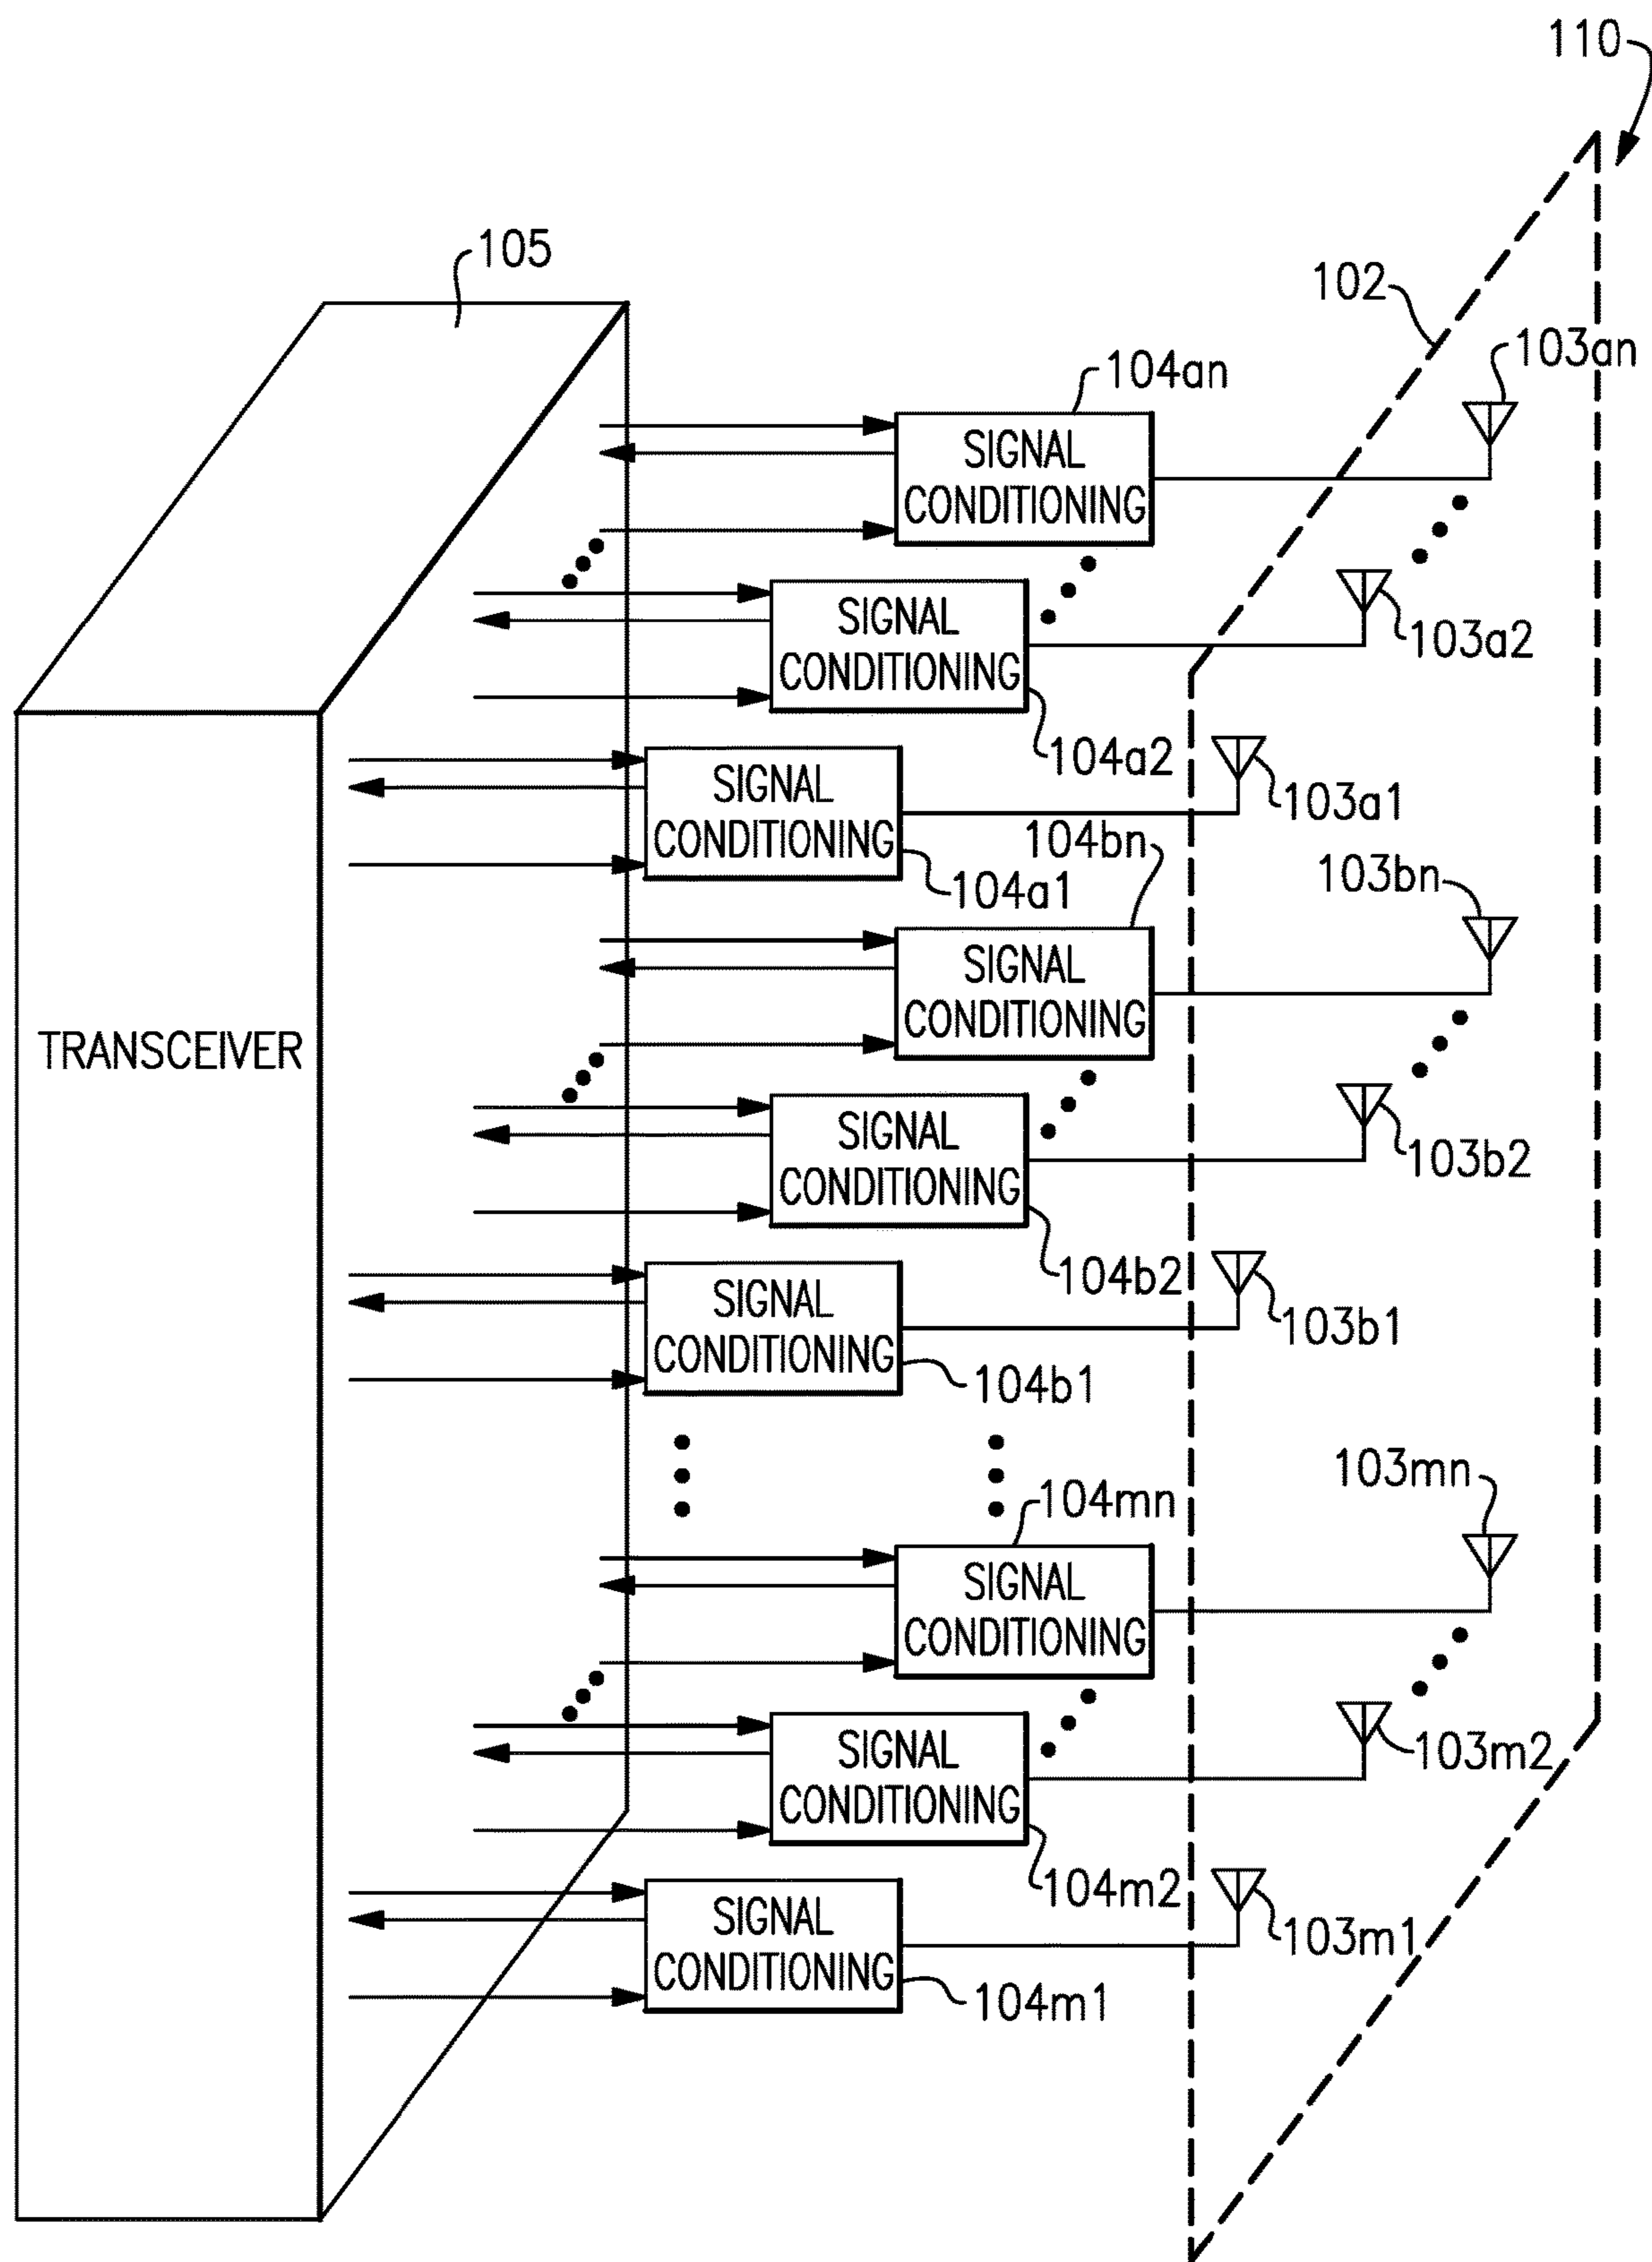 110
105
102
103an
104an
SIGNAL
CONDITIONING
SIGNAL
CONDITIONING
103a2
104a2
SIGNAL
CONDITIONING
103a1
104a1
104bn
103bn
SIGNAL
CONDITIONING
TRANSCEIVER
SIGNAL
CONDITIONING
103b2
104b2
SIGNAL
CONDITIONING
103b1
104b1
103mn
104mn
SIGNAL
CONDITIONING
SIGNAL
CONDITIONING
103m2
104m2
SIGNAL
CONDITIONING
103m1
104m1